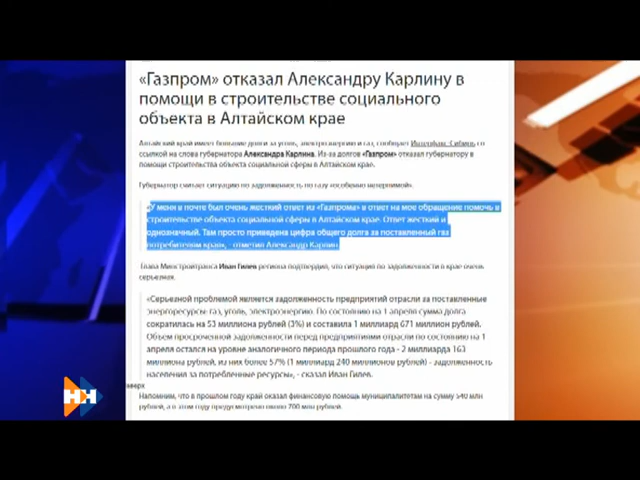 «Газпром» отказал Александру Карлину в
помощи в строительстве социального
объекта в Алтайском крае
Алтайский край имеет большие долги за уголь, электроэнергию и газ, сообщает Интерфакс-Сибирь со
ссылкой на слова губернатора Александра Карлина. Из-за долгов «Газпром» отказал губернатору в
помощи строительства объекта социальной сферы в Алтайском крае.
Губернатор считает ситуацию по задолженность по газу «особенно нетерпимой».
«У меня в почте был очень жесткий ответ из «Газпрома» в ответ на мое обращение помочь в
строительстве объекта социальной сферы в Алтайском крае. Ответ жесткий и
однозначный. Там просто приведена цифра общего долга за поставленный газ
потребителям края», - отметил Александр Карлин.
Глава Минстройтранса Иван Гилев региона подтвердил, что ситуация по задолженности в крае очень
серьезная.
«Серьезной проблемой является задолженность предприятий отрасли за поставленные
энергоресурсы: газ, уголь, электроэнергию. По состоянию на 1 апреля сумма долга
сократилась на 53 миллиона рублей (3%) и составила 1 миллиард 671 миллион рублей.
Объем просроченной задолженности перед предприятиями отрасли по состоянию на 1
апреля остался на уровне аналогичного периода прошлого года - 2 миллиарда 163
миллиона рублей, из них более 57% (1 миллиард 240 миллионов рублей) - задолженность
населения за потребленные ресурсы», - сказал Иван Гилев.
вверх
Напомним, что в прошлом году край оказал финансовую помощь муниципалитетам на сумму 540 млн
рублей, а в этом году предусмотрено около 700 млн рублей.
НН